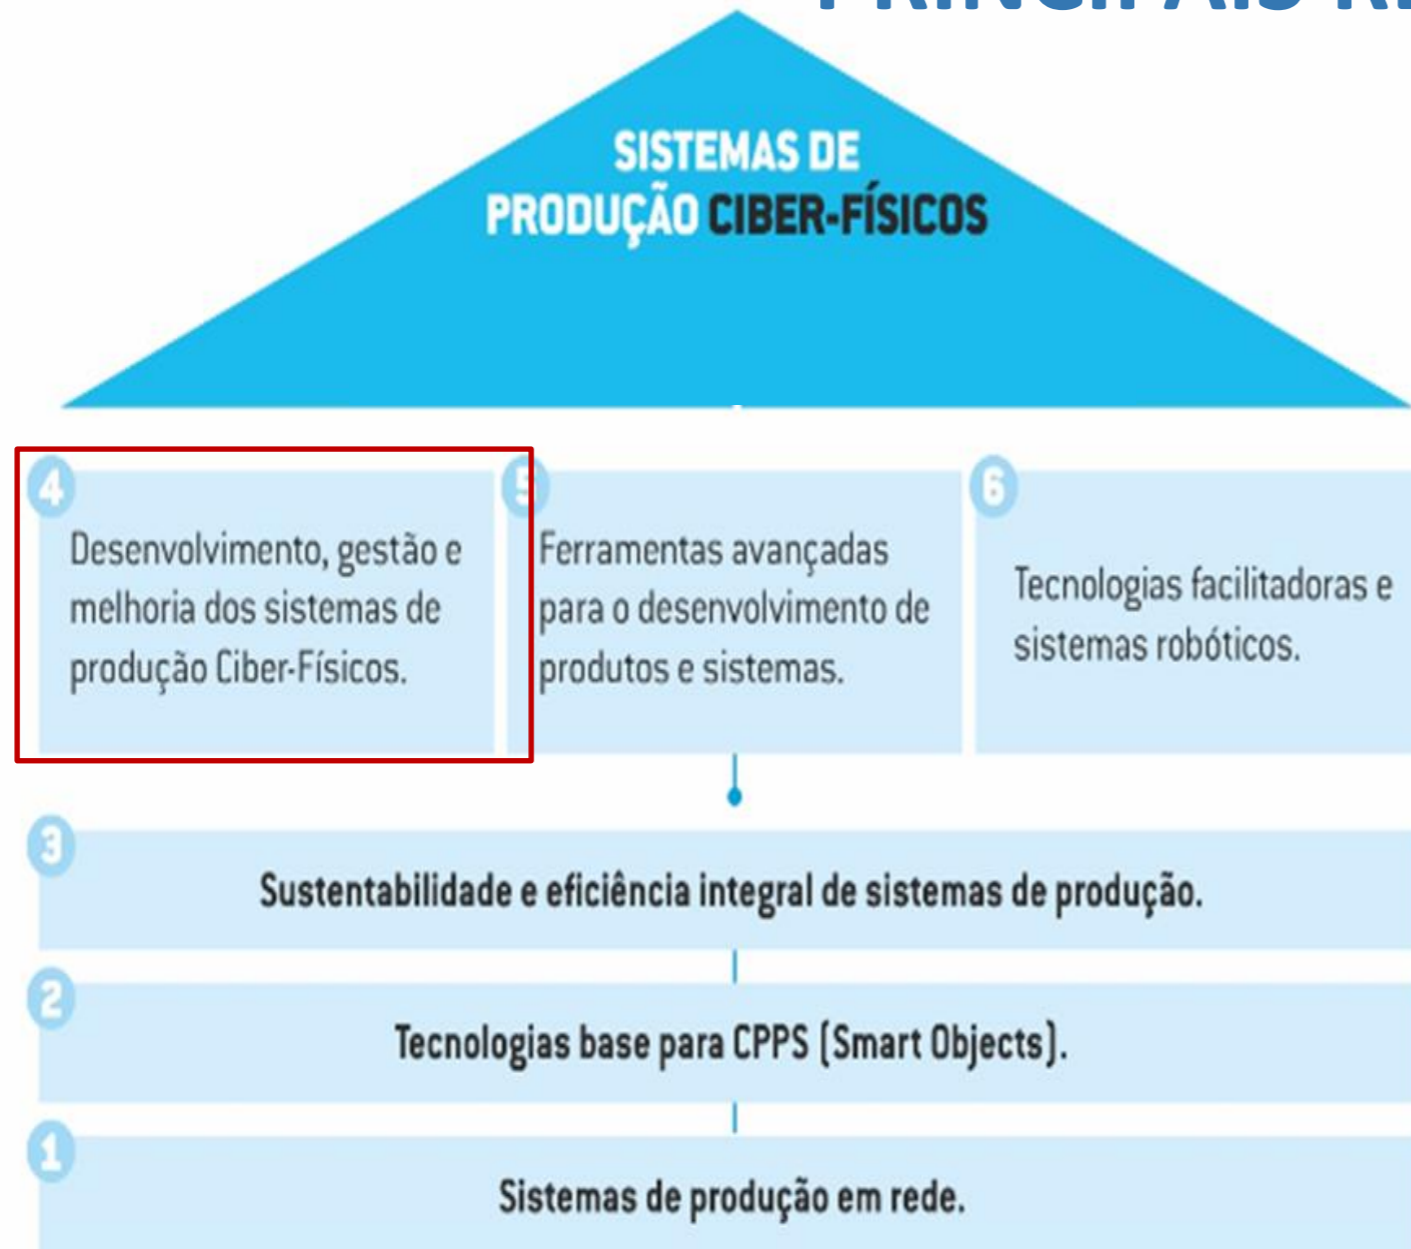 SISTEMAS DE
PRODUÇÃO CIBER-FÍSICOS
4
Desenvolvimento, gestão e
melhoria dos sistemas de
produção Ciber-Físicos.
5
Ferramentas avançadas
para o desenvolvimento de
produtos e sistemas.
6
Tecnologias facilitadoras e
sistemas robóticos.
3
Sustentabilidade e eficiência integral de sistemas de produção.
2
Tecnologias base para CPPS (Smart Objects).
1
Sistemas de produção em rede.